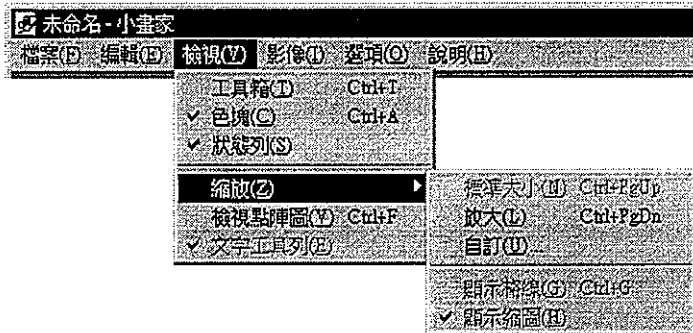 未命名 - 小畫家
檔案(F) 編輯(E) 檢視(V) 影像(I) 選項(O) 說明(H)
工具箱(T) Ctrl+T
✓ 色塊(C) Ctrl+A
✓ 狀態列(S)
縮放(Z)
標準大小(N) Ctrl+PgUp
檢視點陣圖(V) Ctrl+F
放大(L) Ctrl+PgDn
✓ 文字工具列(E)
自訂(U)...
顯示格線(G) Ctrl+G
✓ 顯示縮圖(H)